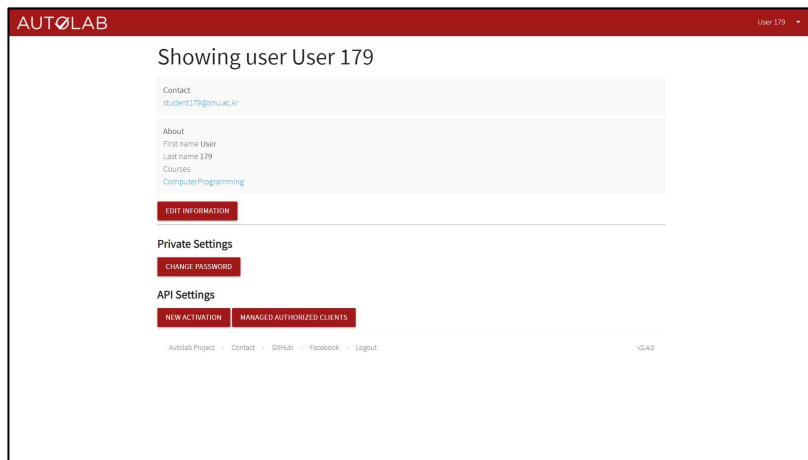 AUTOLAB
User 179
Showing user User 179
Contact
student179@snu.ac.kr
About
First name User
Last name 179
Courses
ComputerProgramming
EDIT INFORMATION
Private Settings
CHANGE PASSWORD
API Settings
NEW ACTIVATION MANAGED AUTHORIZED CLIENTS
Autolab Project - Contact - GitHub - Facebook - Logout v2.4.0